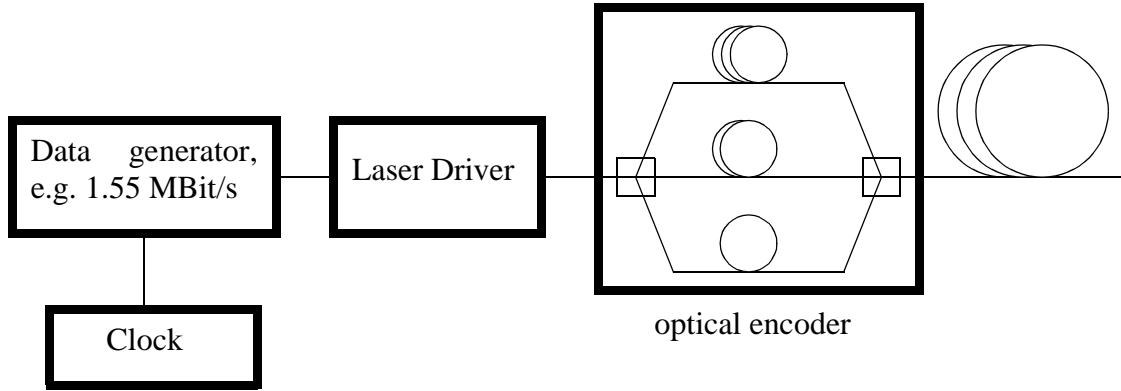 Data generator,
e.g. 1.55 MBit/s
Laser Driver
Clock
optical encoder